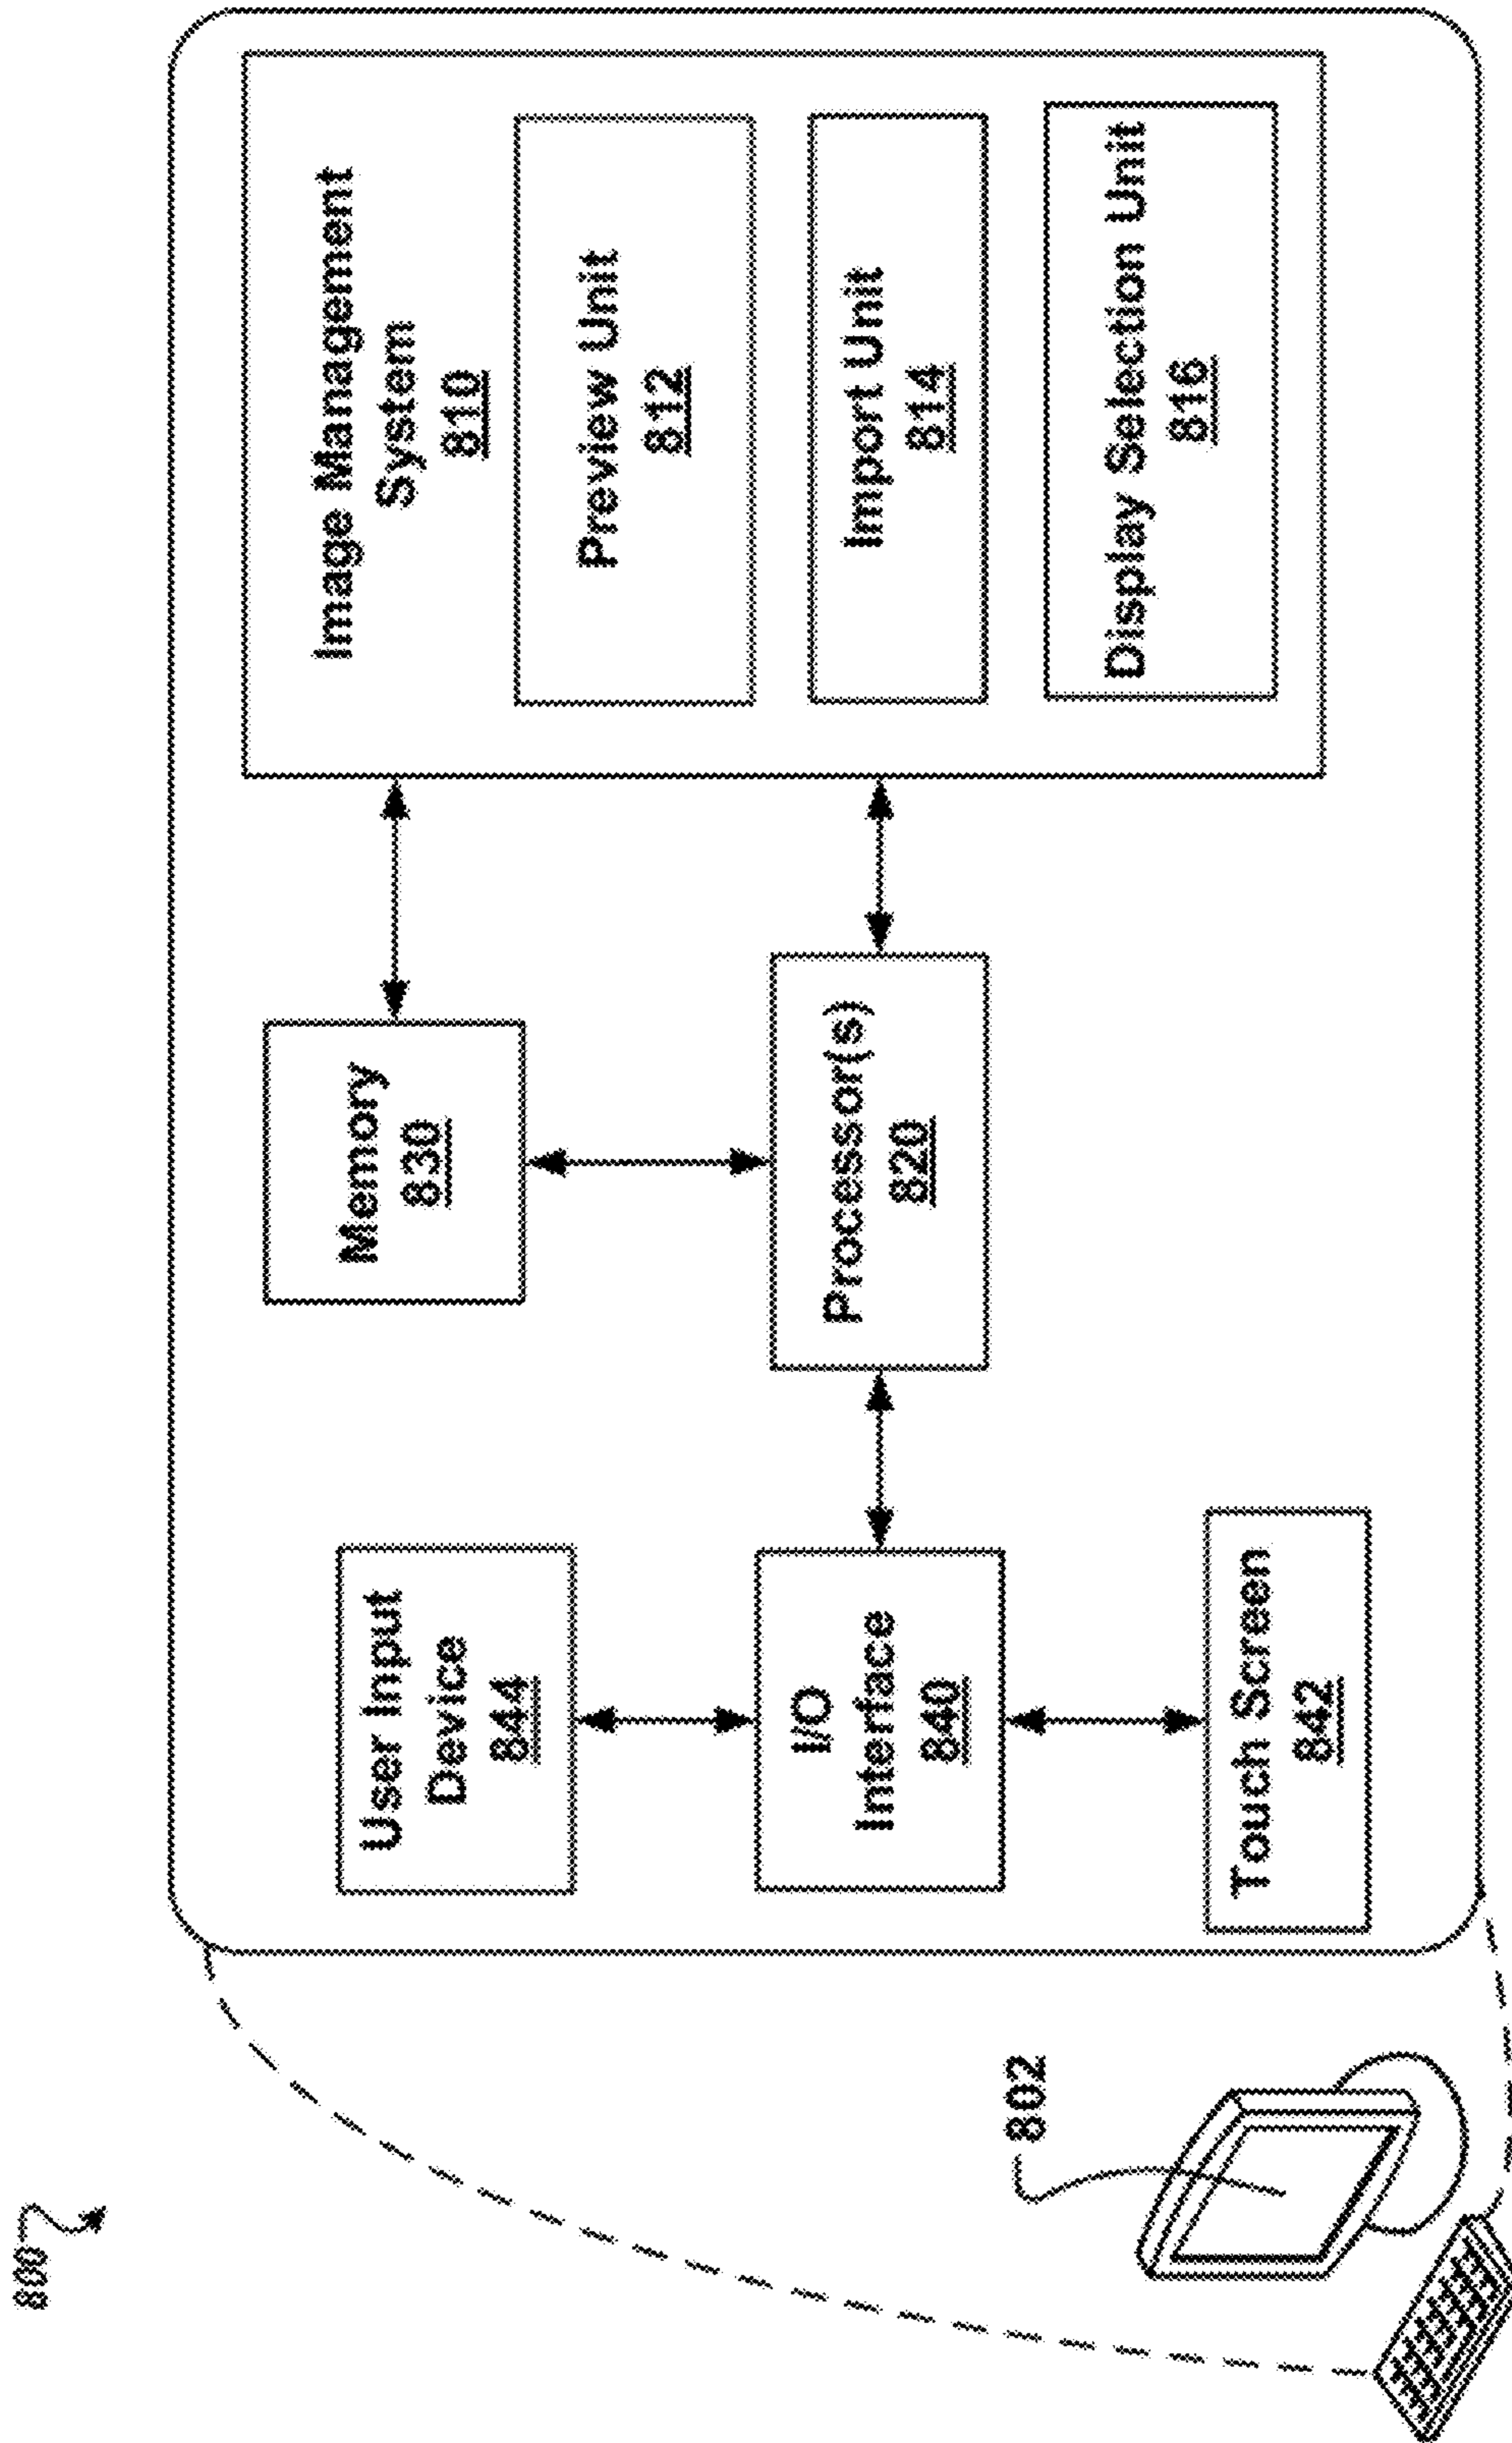 800
802
User Input
Device
844
I/O
Interface
840
Touch Screen
842
Memory
830
Processor(s)
820
Image Management
System
810
Preview Unit
812
Import Unit
814
Display Selection Unit
816